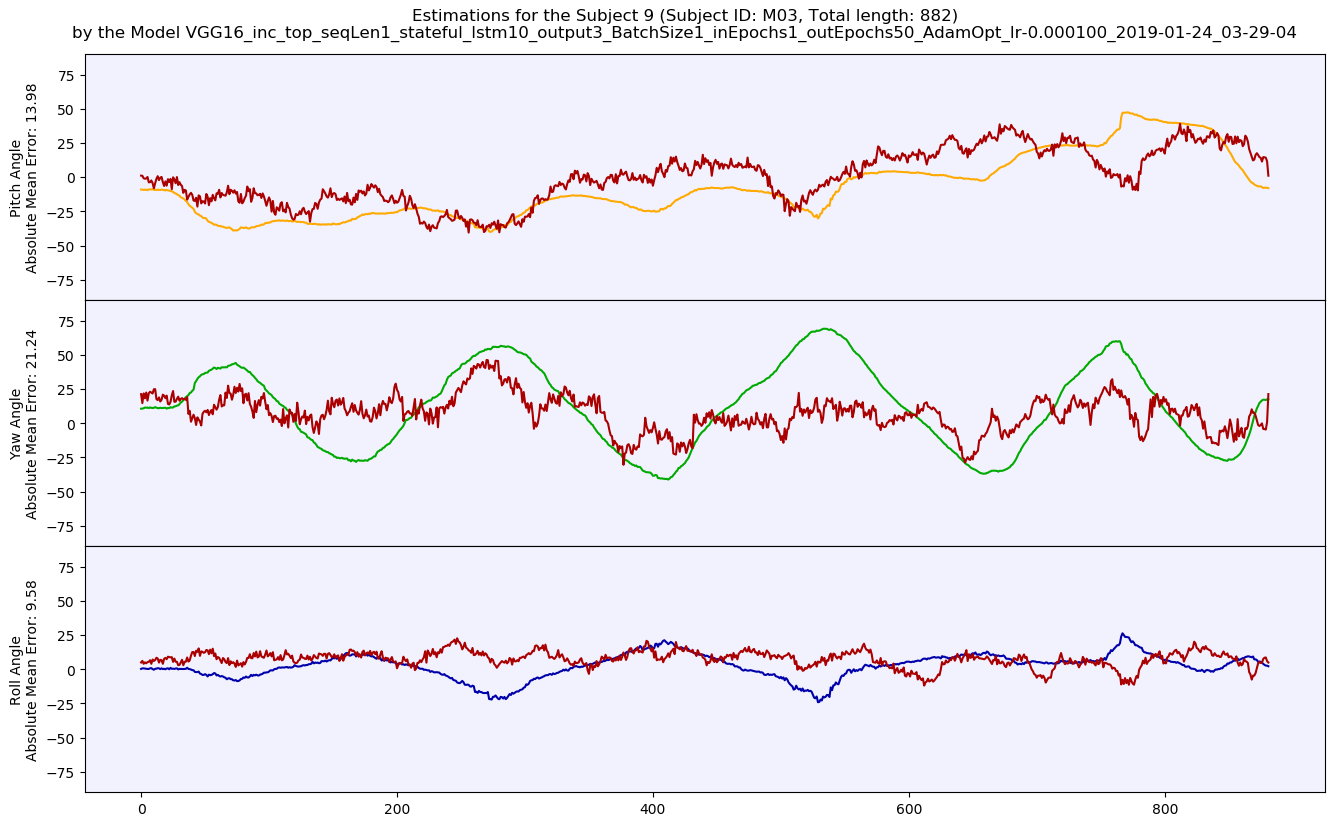 Estimations for the Subject 9 (Subject ID: M03, Total length: 882)
by the Model VGG16_inc_top_seqLen1_stateful_lstm10_output3_BatchSize1_inEpochs1_outEpochs50_AdamOpt_lr-0.000100_2019-01-24_03-29-04
Pitch Angle
Absolute Mean Error: 13.98
75
50
25
0
−25
−50
−75
Yaw Angle
Absolute Mean Error: 21.24
75
50
25
0
−25
−50
−75
Roll Angle
Absolute Mean Error: 9.58
75
50
25
0
−25
−50
−75
0 200 400 600 800